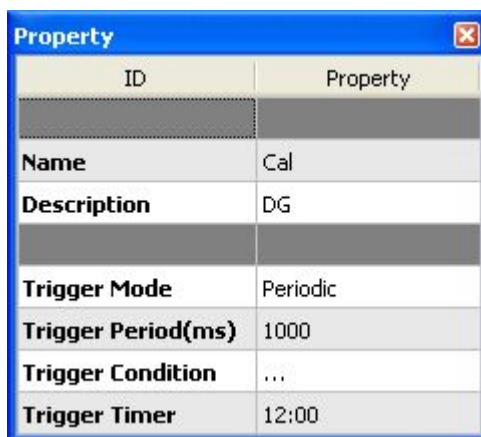 Property
ID Property
Name Cal
Description DG
Trigger Mode Periodic
Trigger Period(ms) 1000
Trigger Condition ...
Trigger Timer 12:00